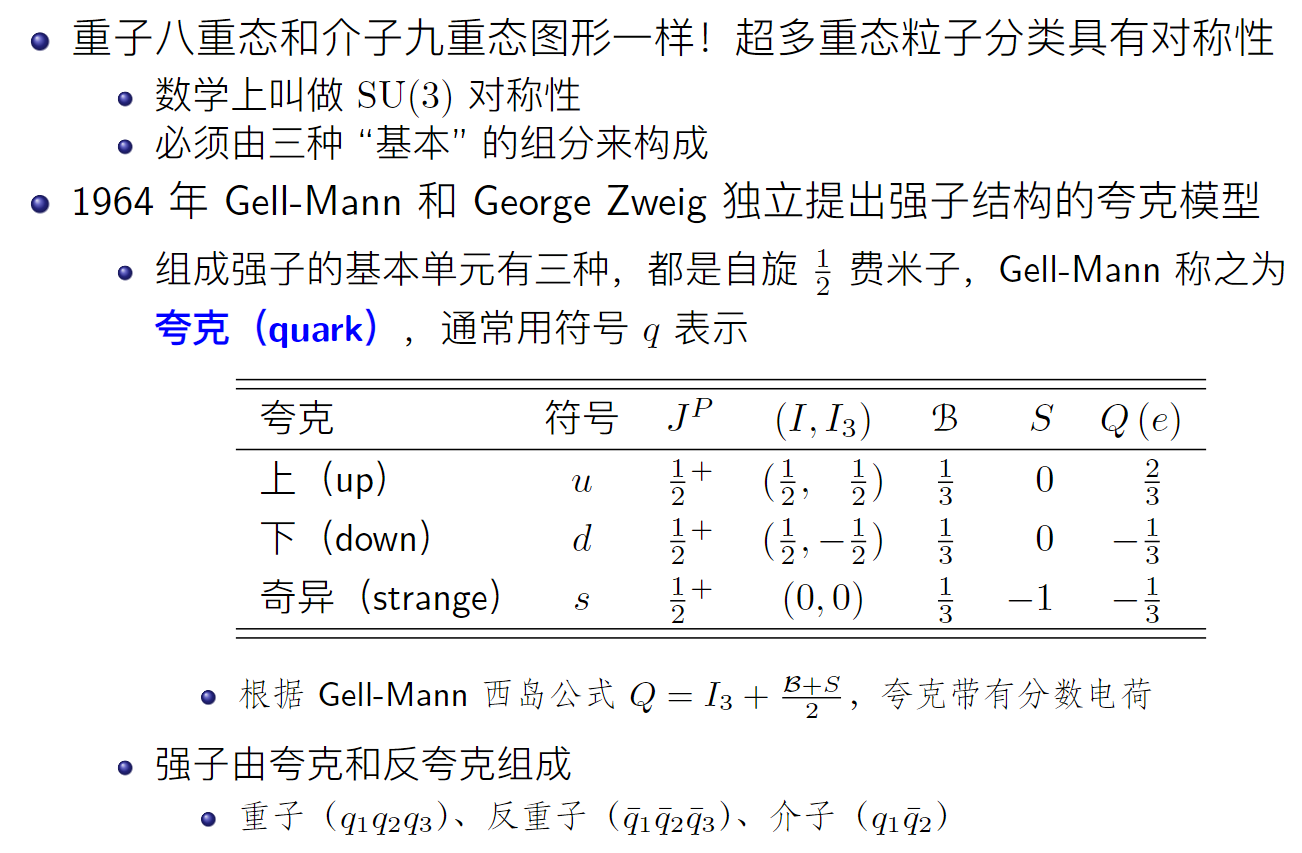 重子八重态和介子九重态图形一样！超多重态粒子分类具有对称性
数学上叫做 SU(3) 对称性
必须由三种 “基本” 的组分来构成
1964 年 Gell-Mann 和 George Zweig 独立提出强子结构的夸克模型
组成强子的基本单元有三种，都是自旋 $\frac{1}{2}$ 费米子，Gell-Mann 称之为
夸克（quark），通常用符号 $q$ 表示
夸克 符号 $J^P$ $(I, I_3)$ $\mathcal{B}$ $S$ $Q\,(e)$
上（up） $u$ $\frac{1}{2}^+$ $(\frac{1}{2}, \frac{1}{2})$ $\frac{1}{3}$ $0$ $\frac{2}{3}$
下（down） $d$ $\frac{1}{2}^+$ $(\frac{1}{2}, -\frac{1}{2})$ $\frac{1}{3}$ $0$ $-\frac{1}{3}$
奇异（strange） $s$ $\frac{1}{2}^+$ $(0, 0)$ $\frac{1}{3}$ $-1$ $-\frac{1}{3}$
根据 Gell-Mann 西岛公式 $Q = I_3 + \frac{\mathcal{B}+S}{2}$，夸克带有分数电荷
强子由夸克和反夸克组成
重子（$q_1q_2q_3$）、反重子（$\bar{q}_1\bar{q}_2\bar{q}_3$）、介子（$q_1\bar{q}_2$）